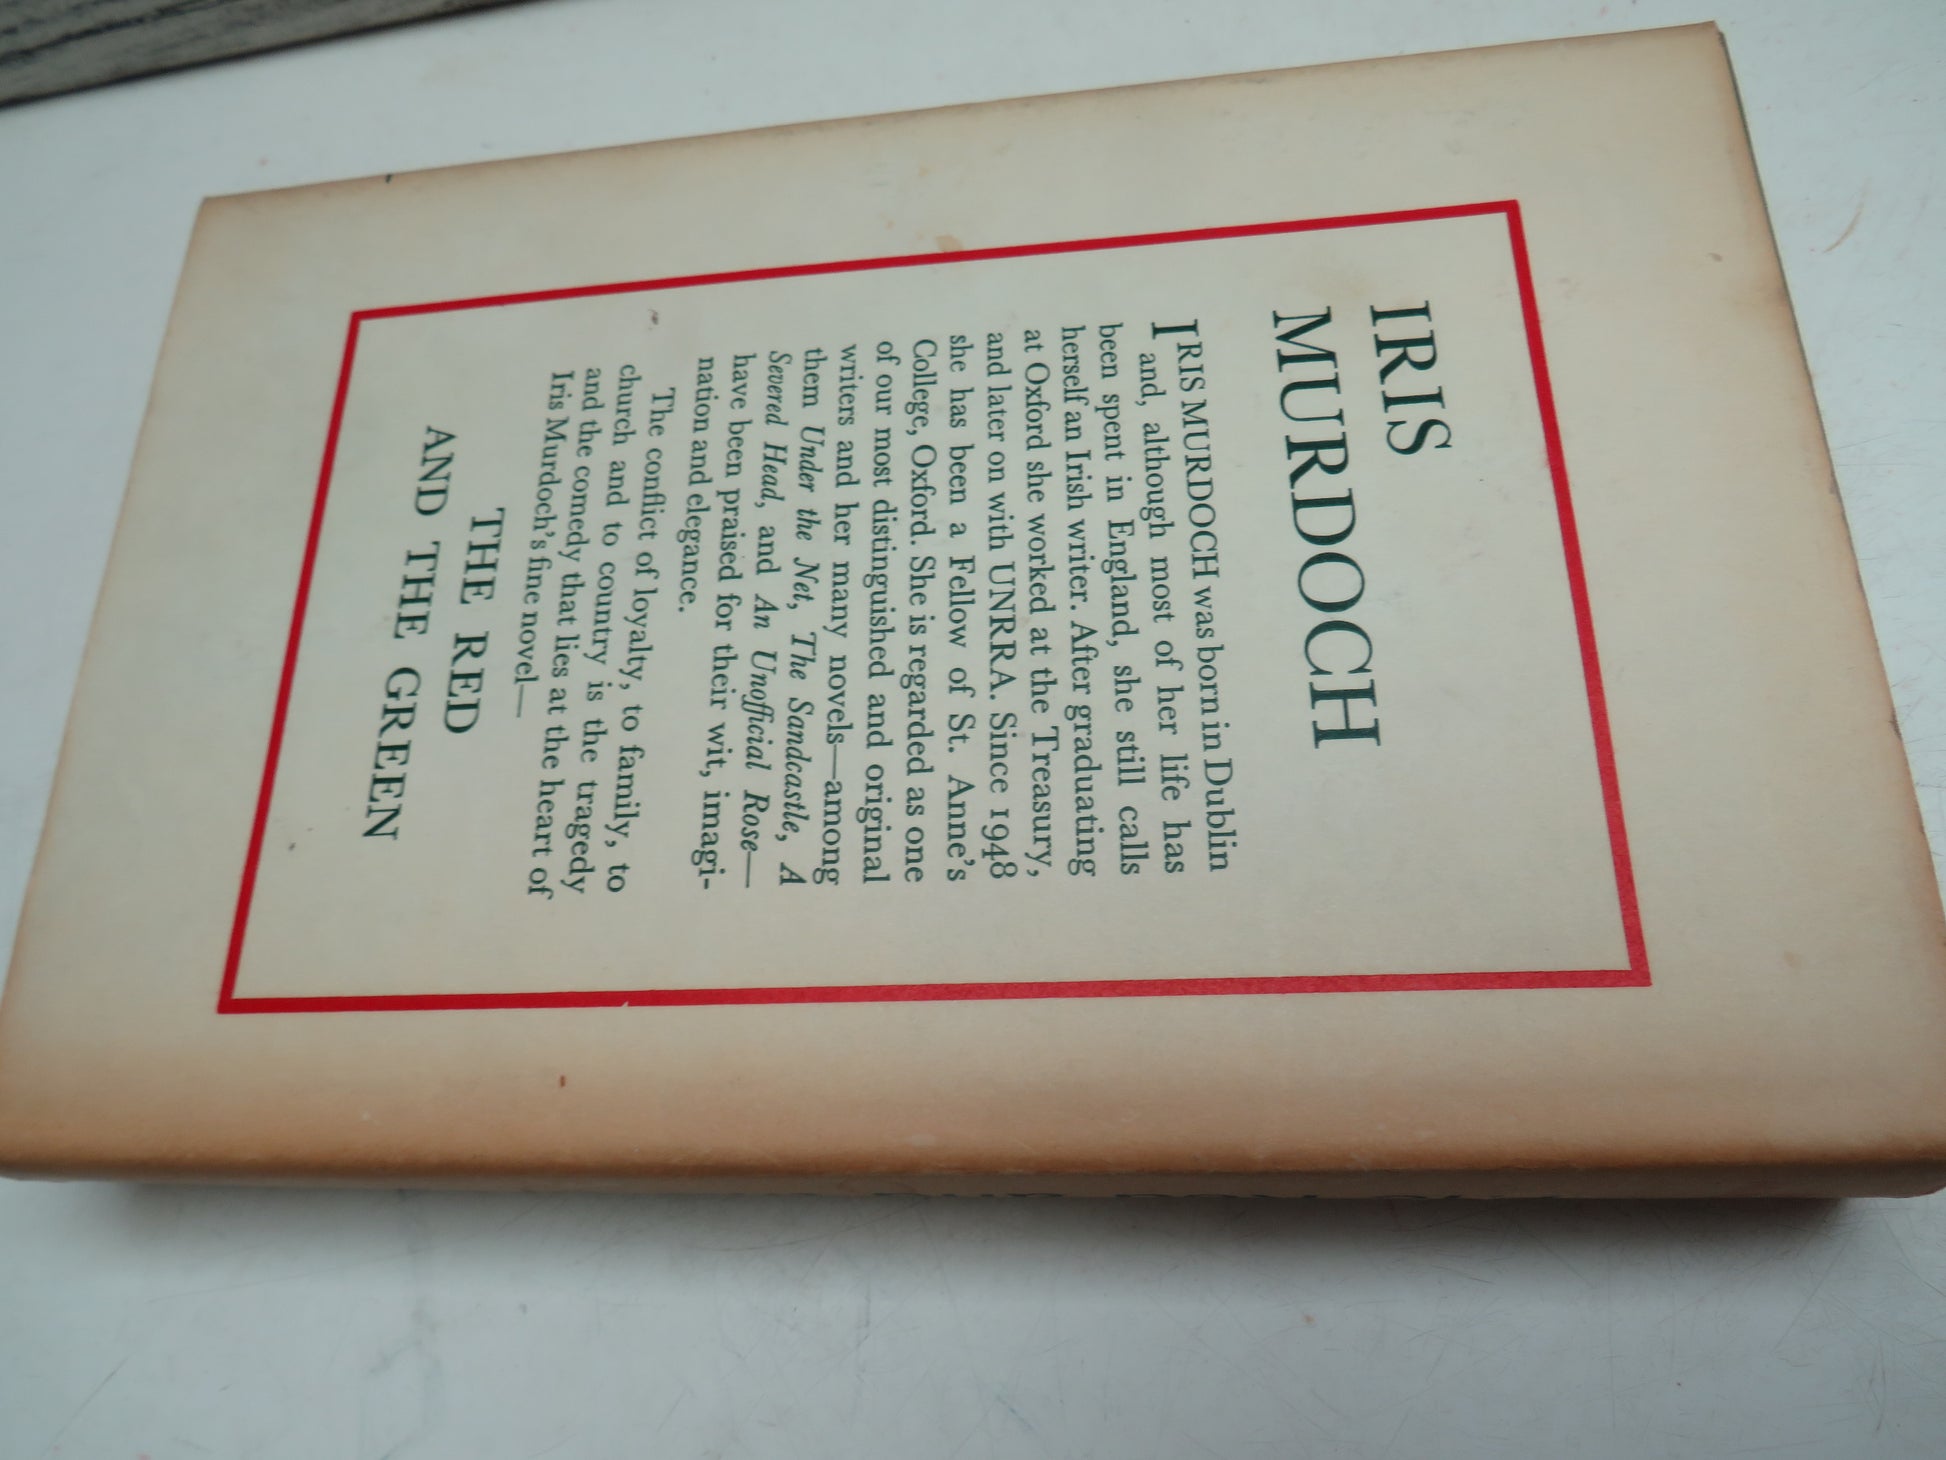 IRIS
MURDOCH
IRIS MURDOCH was born in Dublin
and, although most of her life has
been spent in England, she still calls
herself an Irish writer. After graduating
at Oxford she worked at the Treasury,
and later on with UNRRA. Since 1948
she has been a Fellow of St. Anne's
College, Oxford. She is regarded as one
of our most distinguished and original
writers and her many novels—among
them Under the Net, The Sandcastle, A
Severed Head, and An Unofficial Rose—
have been praised for their wit, imagi-
nation and elegance.
The conflict of loyalty, to family, to
church and to country is the tragedy
and the comedy that lies at the heart of
Iris Murdoch's fine novel—
THE RED
AND THE GREEN